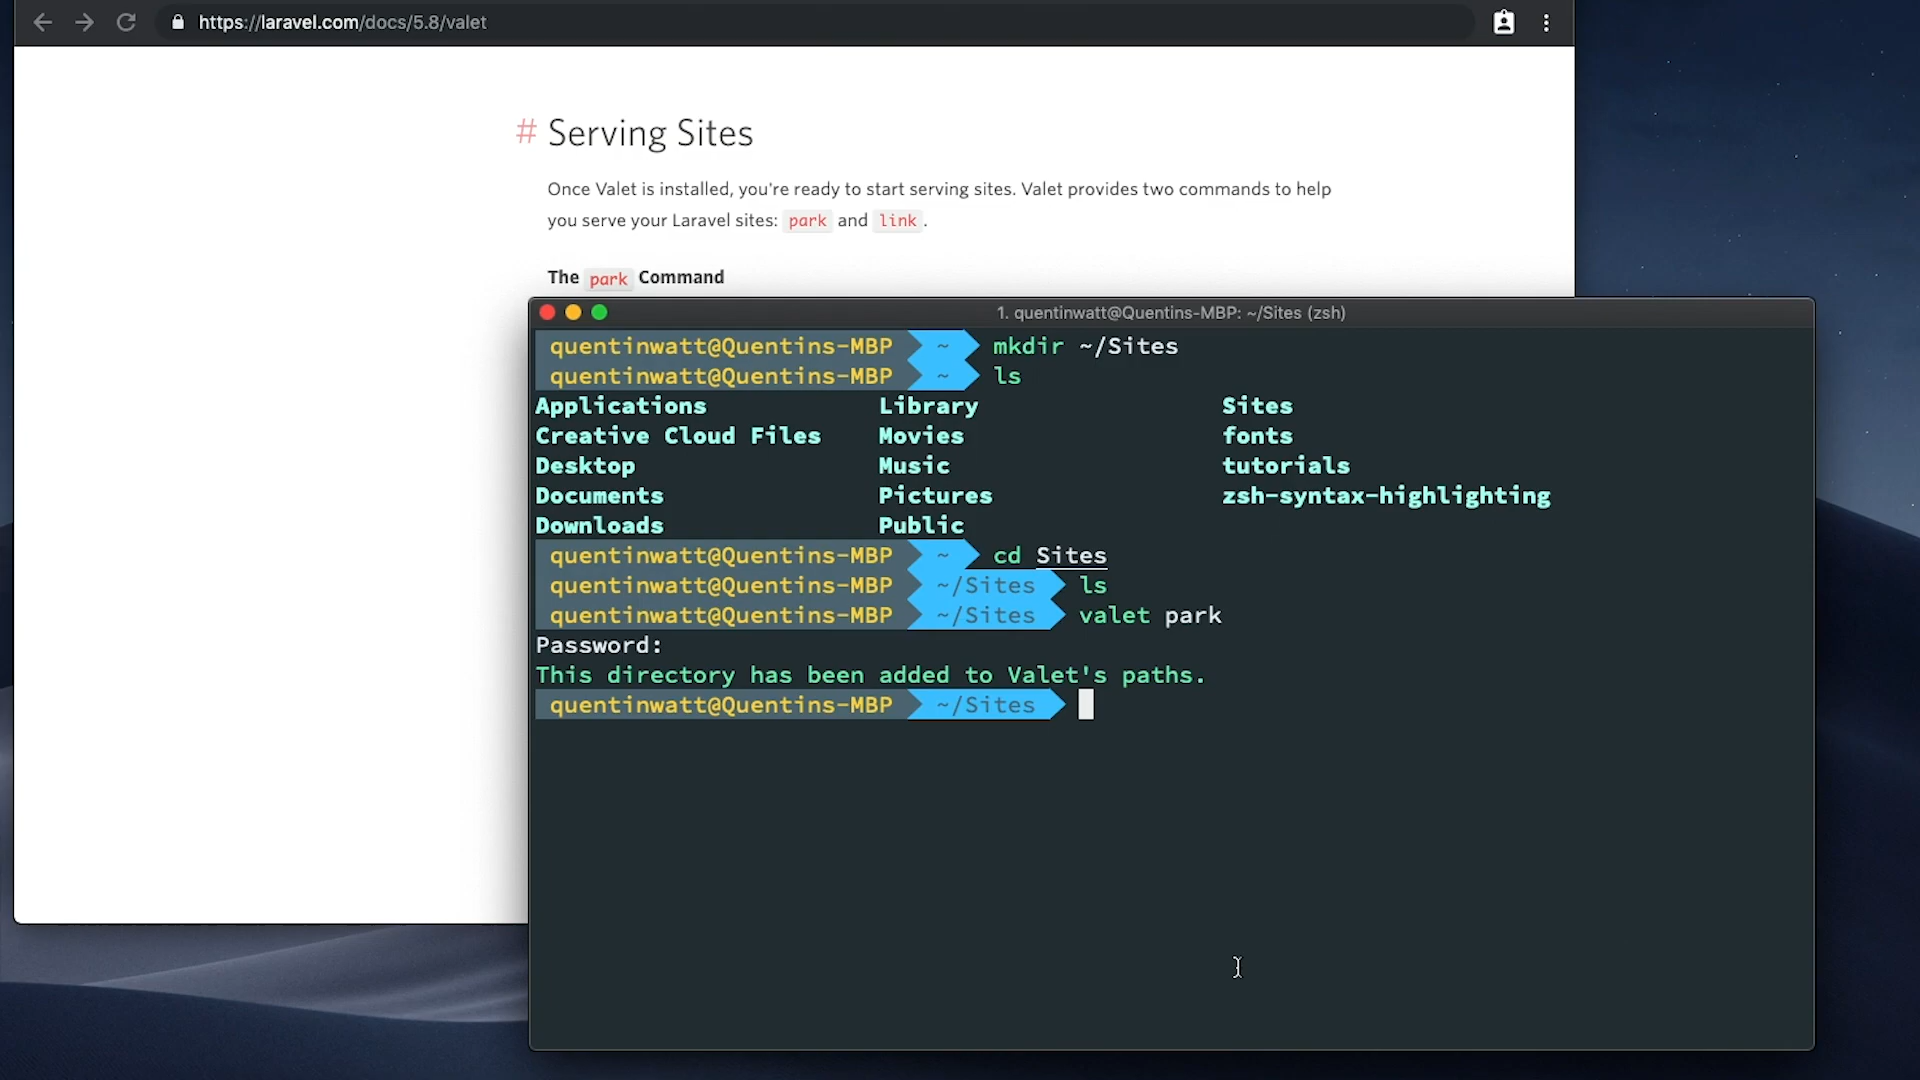 https://laravel.com/docs/5.8/valet
# Serving Sites
Once Valet is installed, you're ready to start serving sites. Valet provides two commands to help
you serve your Laravel sites: park and link.
The park Command
1. quentinwatt@Quentins-MBP: ~/Sites (zsh)
quentinwatt@Quentins-MBP ~ mkdir ~/Sites
quentinwatt@Quentins-MBP ~ ls
Applications Library Sites
Creative Cloud Files Movies fonts
Desktop Music tutorials
Documents Pictures zsh-syntax-highlighting
Downloads Public
quentinwatt@Quentins-MBP ~ cd Sites
quentinwatt@Quentins-MBP ~/Sites ls
quentinwatt@Quentins-MBP ~/Sites valet park
Password:
This directory has been added to Valet's paths.
quentinwatt@Quentins-MBP ~/Sites